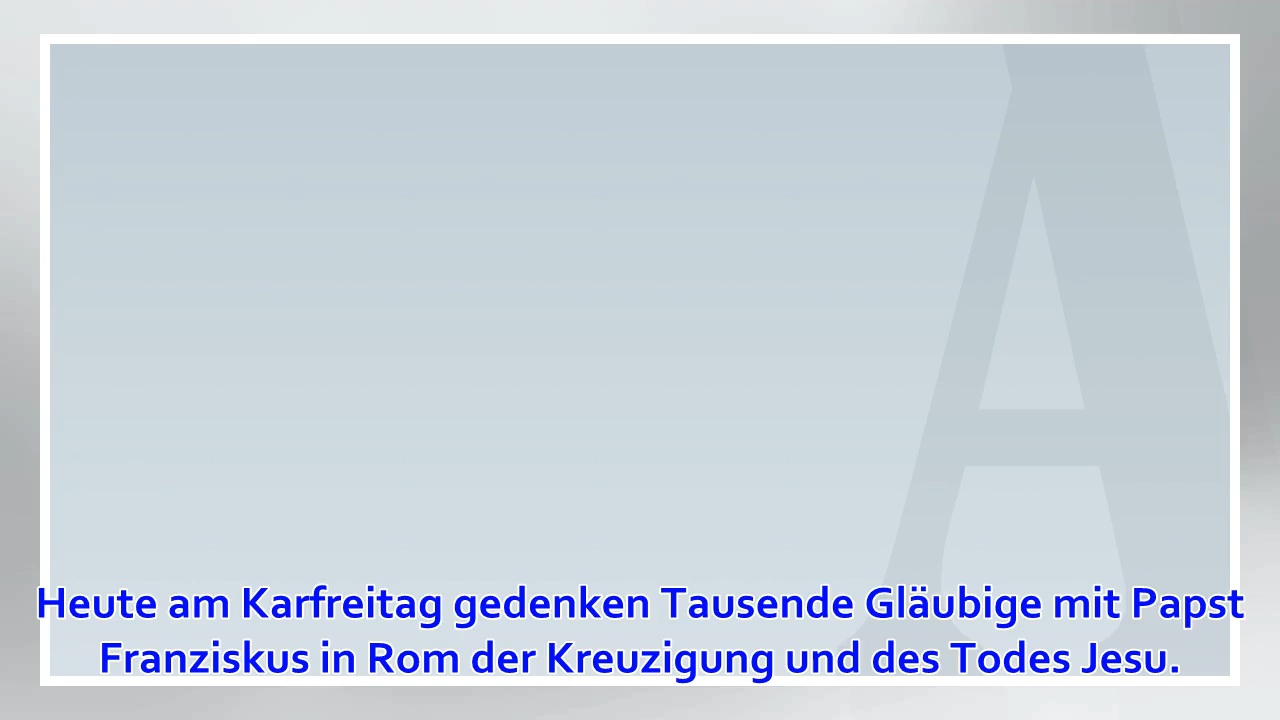 Heute am Karfreitag gedenken Tausende Gläubige mit Papst
Franziskus in Rom der Kreuzigung und des Todes Jesu.